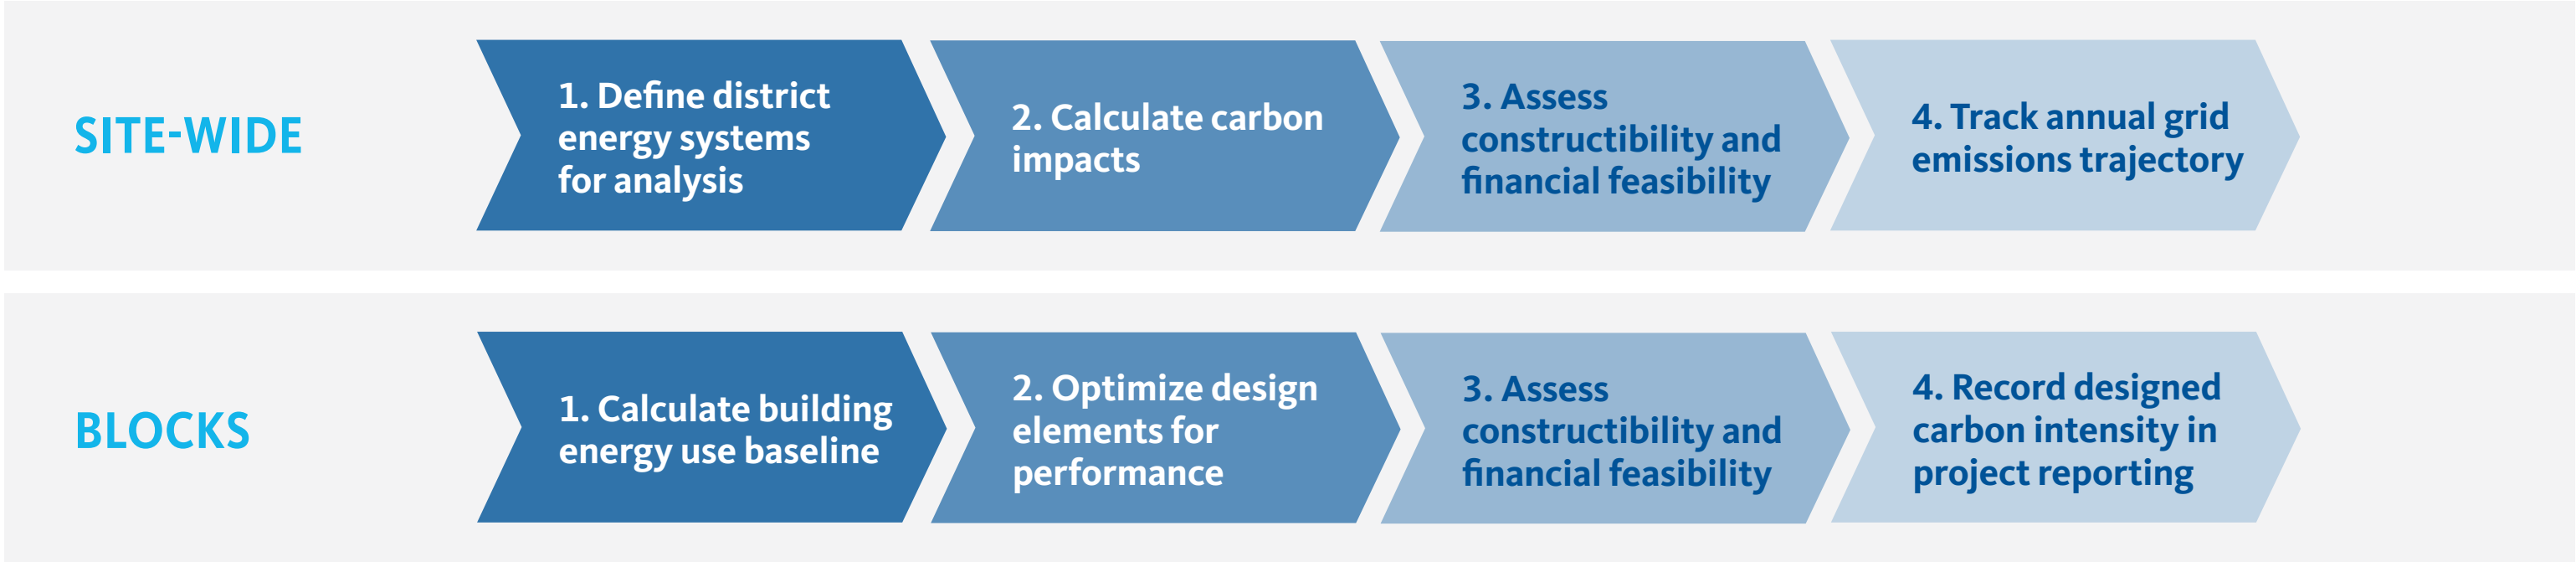 SITE-WIDE
1. Define district
energy systems
for analysis
2. Calculate carbon
impacts
3. Assess
constructibility and
financial feasibility
4. Track annual grid
emissions trajectory
BLOCKS
1. Calculate building
energy use baseline
2. Optimize design
elements for
performance
3. Assess
constructibility and
financial feasibility
4. Record designed
carbon intensity in
project reporting